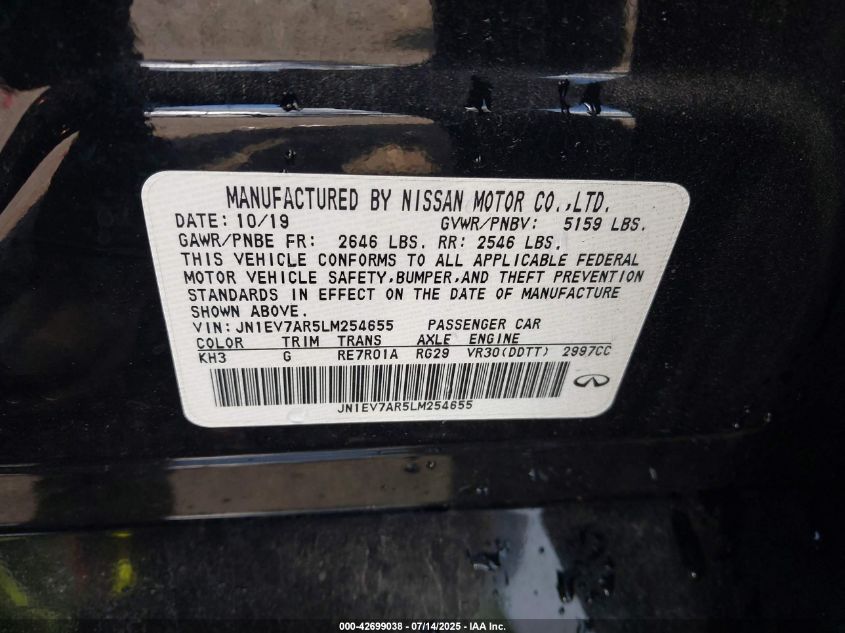 MANUFACTURED BY NISSAN MOTOR CO.,LTD.
DATE: 10/19 GVWR/PNBV: 5159 LBS.
GAWR/PNBE FR: 2646 LBS. RR: 2546 LBS.
THIS VEHICLE CONFORMS TO ALL APPLICABLE FEDERAL
MOTOR VEHICLE SAFETY,BUMPER,AND THEFT PREVENTION
STANDARDS IN EFFECT ON THE DATE OF MANUFACTURE
SHOWN ABOVE.
VIN: JN1EV7AR5LM254655 PASSENGER CAR
COLOR TRIM TRANS AXLE ENGINE
KH3 G RE7R01A RG29 VR30(DDTT) 2997CC
JN1EV7AR5LM254655
000-42699038 - 07/14/2025 - IAA Inc.